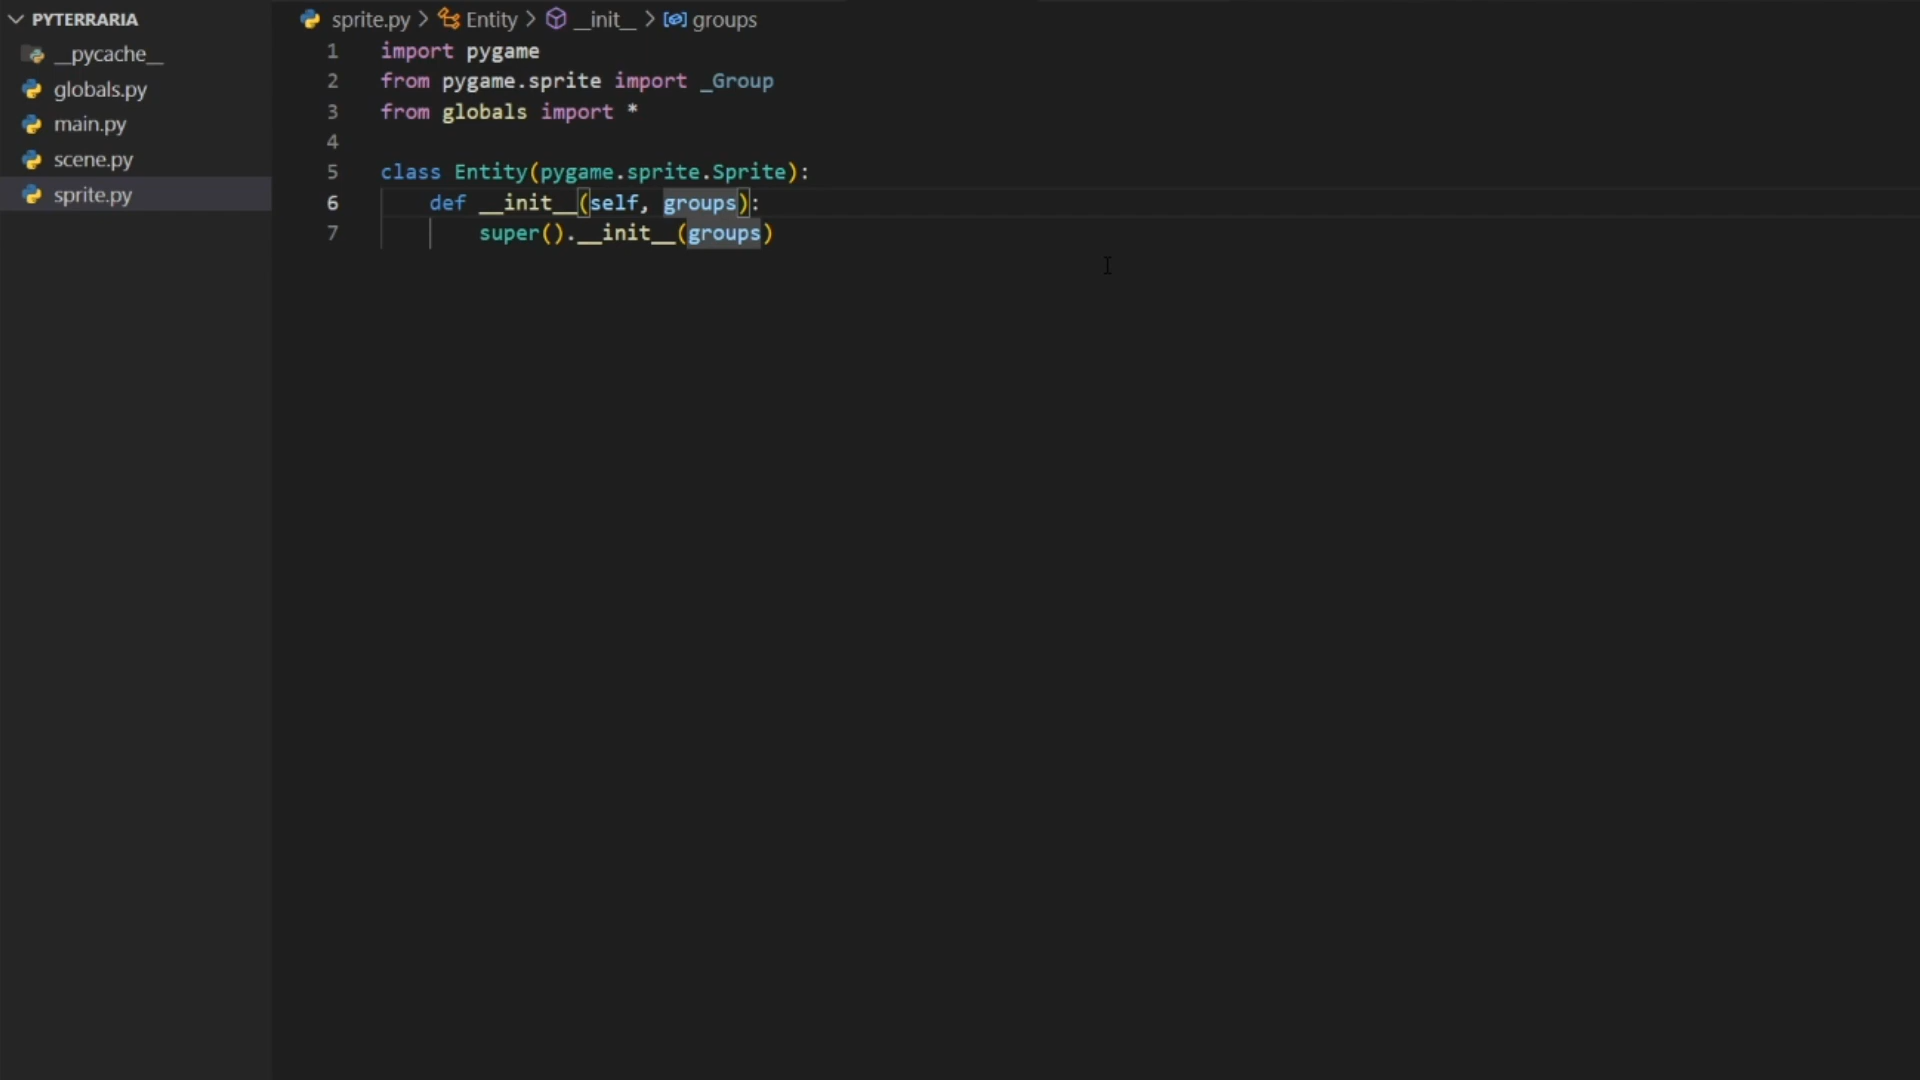 PYTERRARIA
__pycache__
globals.py
main.py
scene.py
sprite.py
sprite.py > Entity > __init__ > groups
1 import pygame
2 from pygame.sprite import _Group
3 from globals import *
4
5 class Entity(pygame.sprite.Sprite):
6     def __init__(self, groups):
7         super().__init__(groups)